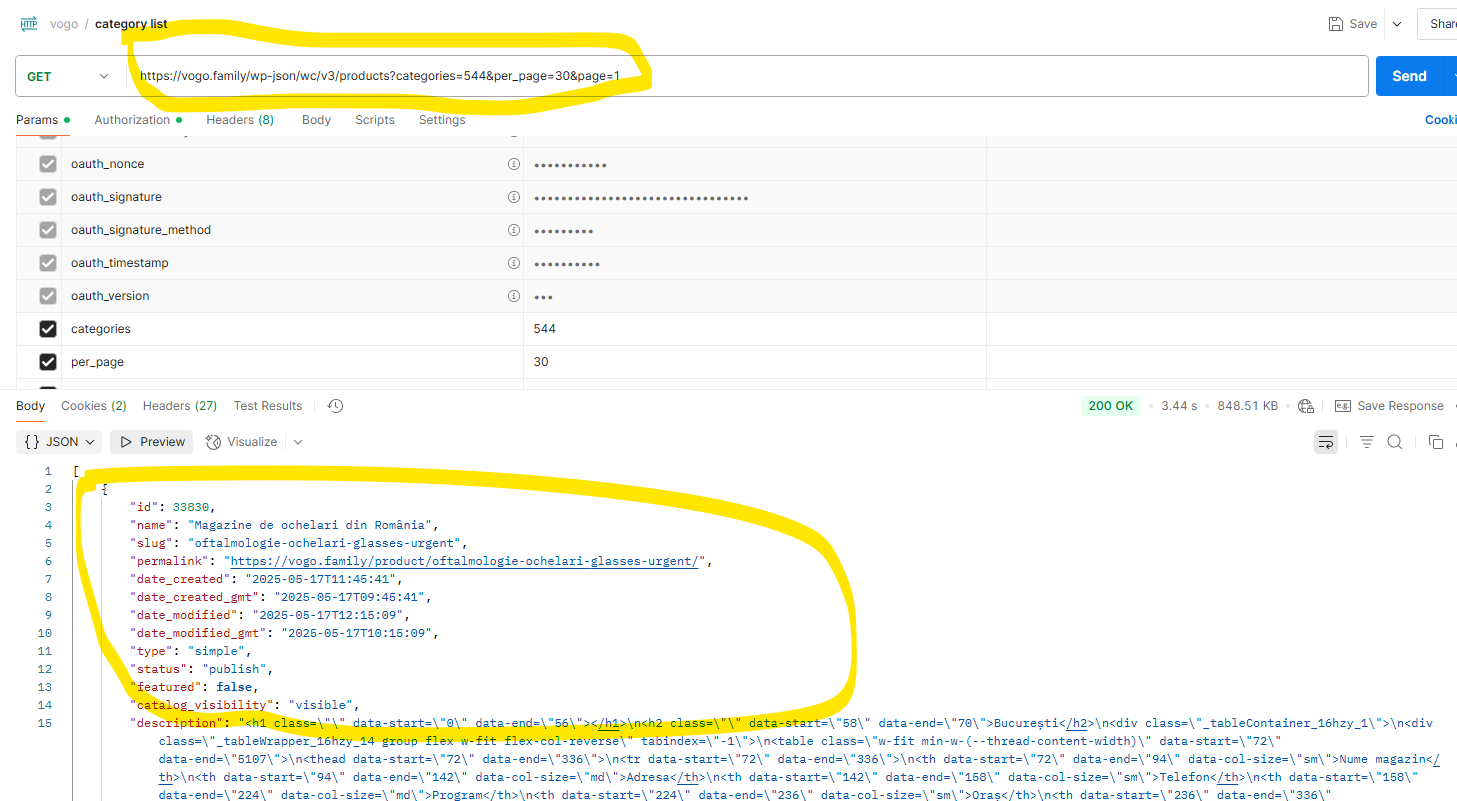 HTTP vogo / category list Save Share
GET https://vogo.family/wp-json/wc/v3/products?categories=544&per_page=30&page=1 Send
Params Authorization Headers (8) Body Scripts Settings Cooki
oauth_nonce •••••••••••
oauth_signature ••••••••••••••••••••••••••••••••
oauth_signature_method •••••••••
oauth_timestamp ••••••••••
oauth_version •••
categories 544
per_page 30
Body Cookies (2) Headers (27) Test Results 200 OK • 3.44 s • 848.51 KB • e.g. Save Response
{} JSON Preview Visualize
1 [
2 {
3 "id": 33830,
4 "name": "Magazine de ochelari din România",
5 "slug": "oftalmologie-ochelari-glasses-urgent",
6 "permalink": "https://vogo.family/product/oftalmologie-ochelari-glasses-urgent/",
7 "date_created": "2025-05-17T11:45:41",
8 "date_created_gmt": "2025-05-17T09:45:41",
9 "date_modified": "2025-05-17T12:15:09",
10 "date_modified_gmt": "2025-05-17T10:15:09",
11 "type": "simple",
12 "status": "publish",
13 "featured": false,
14 "catalog_visibility": "visible",
15 "description": "<h1 class=\"\" data-start=\"0\" data-end=\"56\"></h1>\n<h2 class=\"\" data-start=\"58\" data-end=\"70\">București</h2>\n<div class=\"_tableContainer_16hzy_1\">\n<div
class=\"_tableWrapper_16hzy_14 group flex w-fit flex-col-reverse\" tabindex=\"-1\">\n<table class=\"w-fit min-w-(--thread-content-width)\" data-start=\"72\"
data-end=\"5107\">\n<thead data-start=\"72\" data-end=\"336\">\n<tr data-start=\"72\" data-end=\"336\">\n<th data-start=\"72\" data-end=\"94\" data-col-size=\"sm\">Nume magazin</
th>\n<th data-start=\"94\" data-end=\"142\" data-col-size=\"md\">Adresa</th>\n<th data-start=\"142\" data-end=\"158\" data-col-size=\"sm\">Telefon</th>\n<th data-start=\"158\"
data-end=\"224\" data-col-size=\"md\">Program</th>\n<th data-start=\"224\" data-end=\"236\" data-col-size=\"sm\">Oraș</th>\n<th data-start=\"236\" data-end=\"336\"